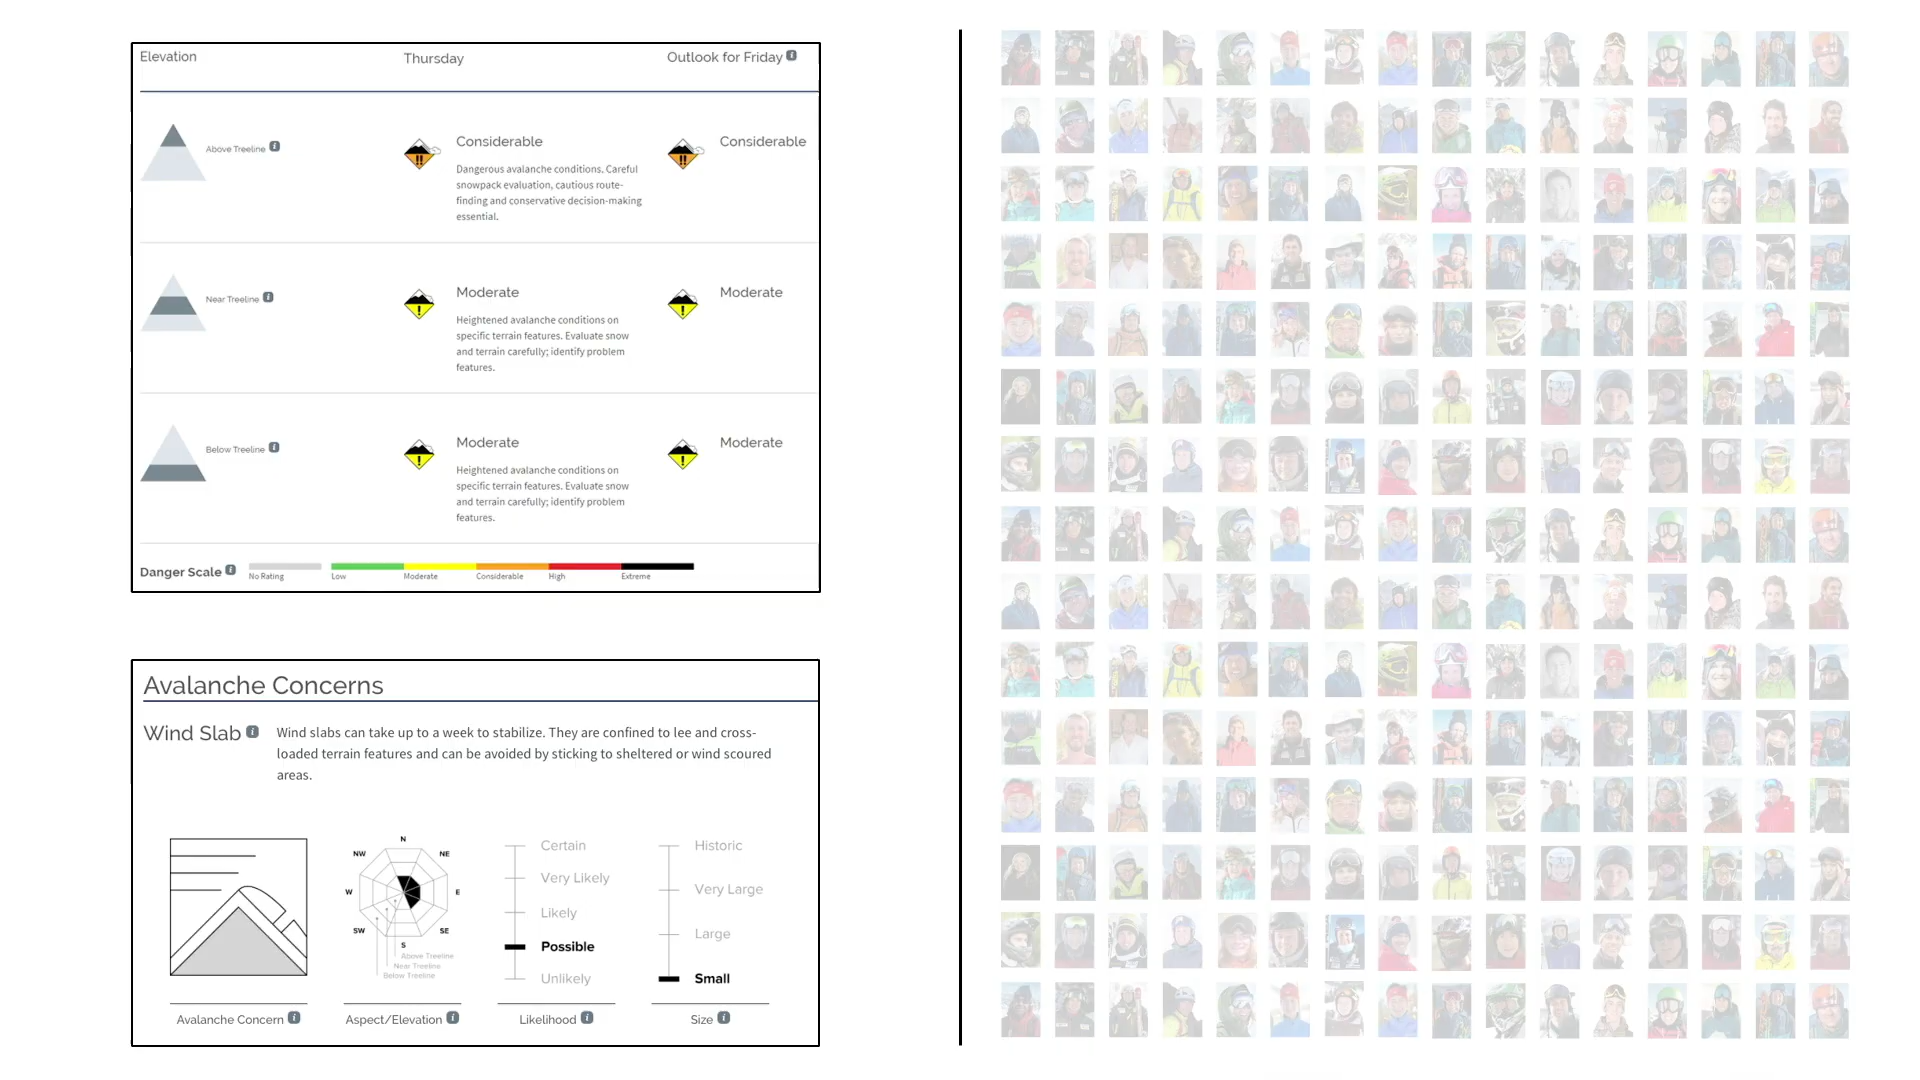 Elevation
Thursday
Outlook for Friday
Above Treeline
Considerable
Dangerous avalanche conditions. Careful
snowpack evaluation, cautious route-
finding and conservative decision-making
essential.
Considerable
Near Treeline
Moderate
Heightened avalanche conditions on
specific terrain features. Evaluate snow
and terrain carefully; identify problem
features.
Moderate
Below Treeline
Moderate
Heightened avalanche conditions on
specific terrain features. Evaluate snow
and terrain carefully; identify problem
features.
Moderate
Danger Scale
No Rating
Low
Moderate
Considerable
High
Extreme
Avalanche Concerns
Wind Slab
Wind slabs can take up to a week to stabilize. They are confined to lee and cross-
loaded terrain features and can be avoided by sticking to sheltered or wind scoured
areas.
N
NW
NE
W
E
SW
SE
S
Above Treeline
Near Treeline
Below Treeline
Certain
Very Likely
Likely
Possible
Unlikely
Historic
Very Large
Large
Small
Avalanche Concern
Aspect/Elevation
Likelihood
Size